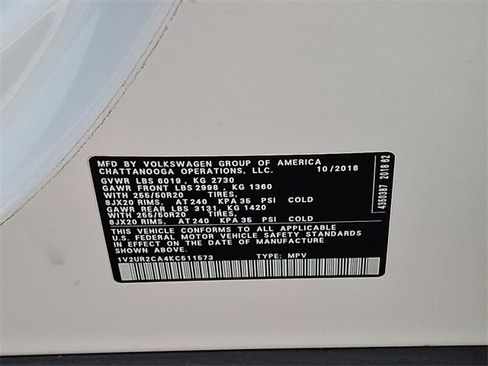 MFD BY VOLKSWAGEN GROUP OF AMERICA
CHATTANOOGA OPERATIONS, LLC. 10/2018
GVWR LBS 6019 , KG 2730
GAWR FRONT LBS 2998 , KG 1360
WITH 255/50R20 TIRES,
8JX20 RIMS, AT 240 KPA 35 PSI COLD
GAWR REAR LBS 3131, KG 1420
WITH 255/50R20 TIRES,
8JX20 RIMS, AT 240 KPA 35 PSI COLD
THIS VEHICLE CONFORMS TO ALL APPLICABLE
U.S. FEDERAL MOTOR VEHICLE SAFETY STANDARDS
IN EFFECT ON THE DATE OF MANUFACTURE SHOWN ABOVE.
1V2UR2CA4KC511573 TYPE: MPV
4350387 2018 62